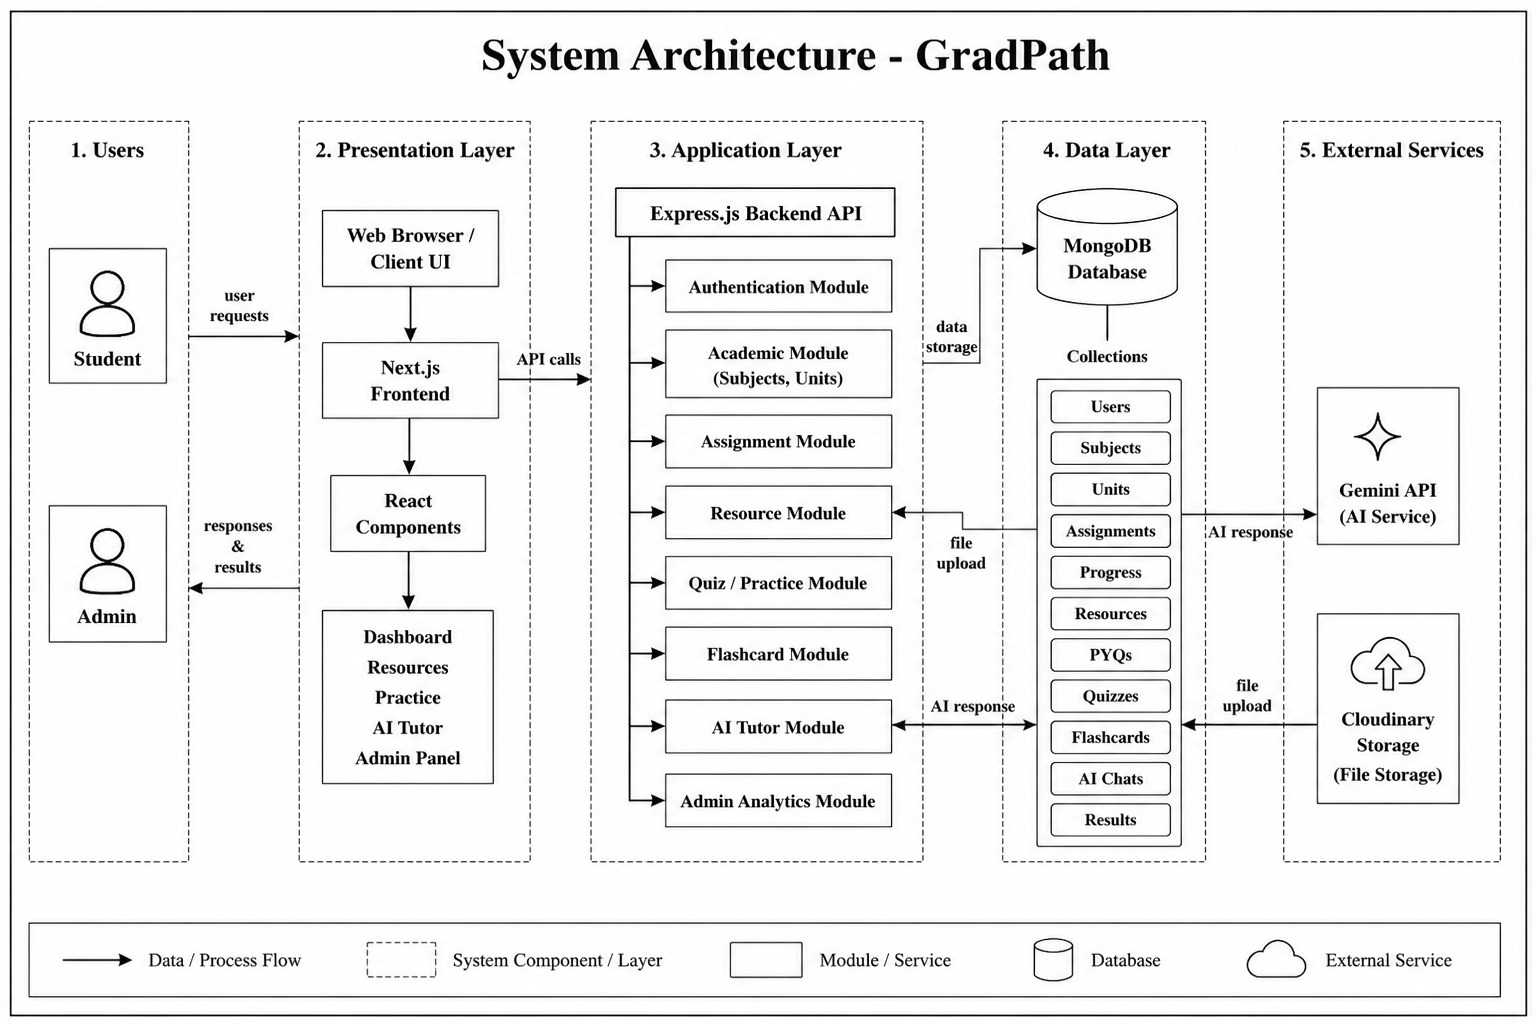 System Architecture - GradPath
1. Users
Student
Admin
user
requests
responses
&
results
2. Presentation Layer
Web Browser /
Client UI
Next.js
Frontend
React
Components
Dashboard
Resources
Practice
AI Tutor
Admin Panel
API calls
3. Application Layer
Express.js Backend API
Authentication Module
Academic Module
(Subjects, Units)
Assignment Module
Resource Module
Quiz / Practice Module
Flashcard Module
AI Tutor Module
Admin Analytics Module
data
storage
file
upload
AI response
4. Data Layer
MongoDB
Database
Collections
Users
Subjects
Units
Assignments
Progress
Resources
PYQs
Quizzes
Flashcards
AI Chats
Results
AI response
file
upload
5. External Services
Gemini API
(AI Service)
Cloudinary
Storage
(File Storage)
Data / Process Flow
System Component / Layer
Module / Service
Database
External Service